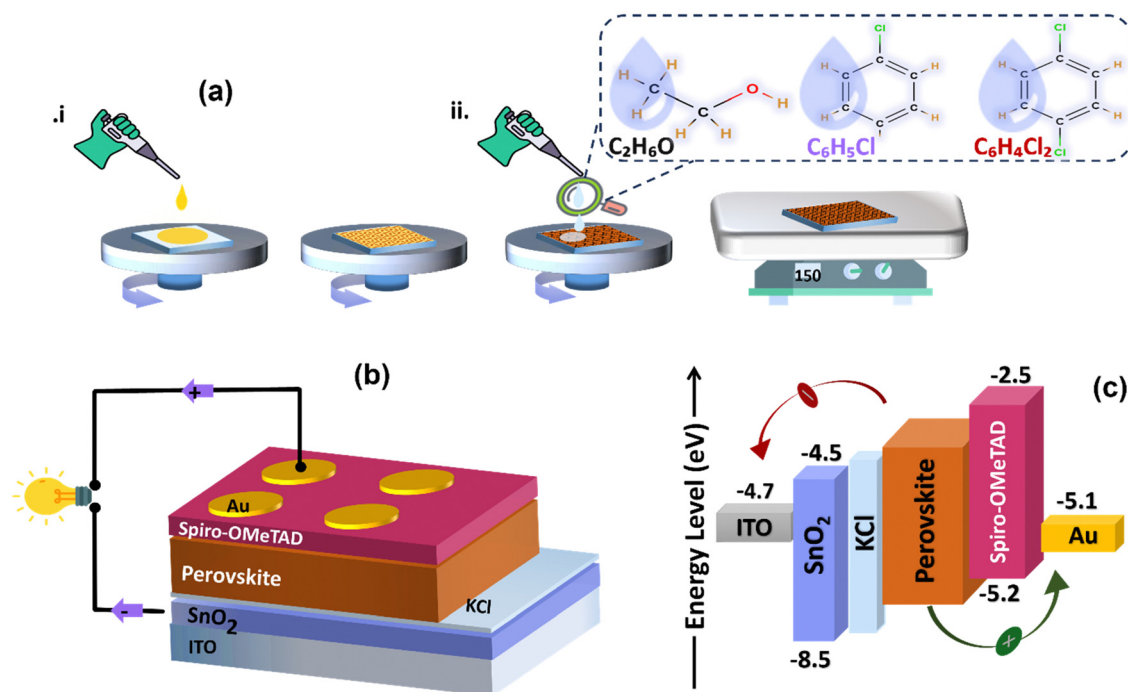 (a)
.i
ii.
H
H
H
C
C
O
H
H
H
C₂H₆O
Cl
C
H
C
C
H
H
C
C
H
C
H
C₆H₅Cl
Cl
C
H
C
C
H
H
C
C
H
C
Cl
C₆H₄Cl₂
150
(b)
+
Au
Spiro-OMeTAD
Perovskite
KCl
-
SnO₂
ITO
(c)
Energy Level (eV)
−
-2.5
-4.5
-4.7
-5.1
ITO
SnO₂
KCl
Perovskite
Spiro-OMeTAD
Au
-5.2
+
-8.5